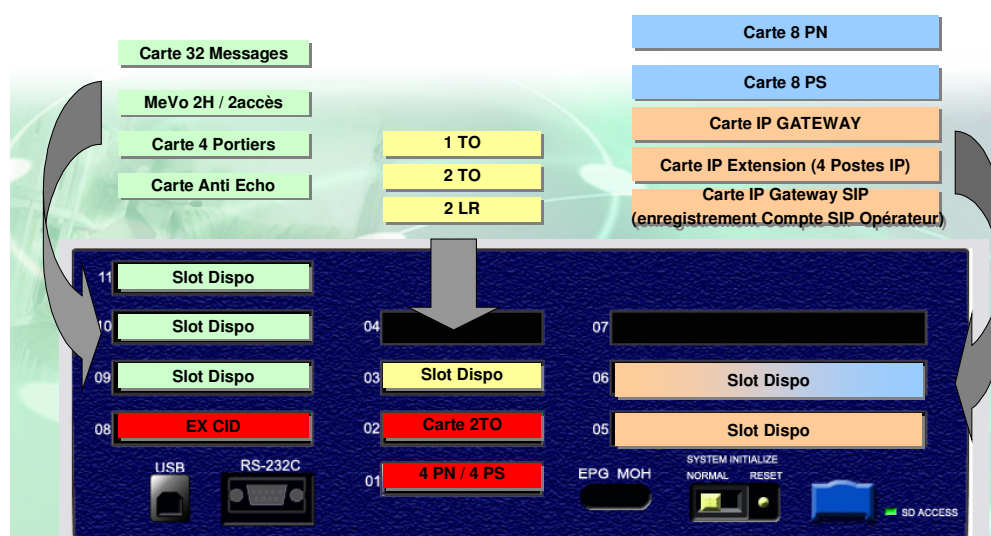 Carte 32 Messages
MeVo 2H / 2accès
Carte 4 Portiers
Carte Anti Echo
1 TO
2 TO
2 LR
Carte 8 PN
Carte 8 PS
Carte IP GATEWAY
Carte IP Extension (4 Postes IP)
Carte IP Gateway SIP
(enregistrement Compte SIP Opérateur)
11 Slot Dispo
10 Slot Dispo
04
07
09 Slot Dispo
03 Slot Dispo
06 Slot Dispo
08 EX CID
02 Carte 2TO
05 Slot Dispo
USB
RS-232C
01 4 PN / 4 PS
EPG MOH
SYSTEM INITIALIZE
NORMAL RESET
SD ACCESS